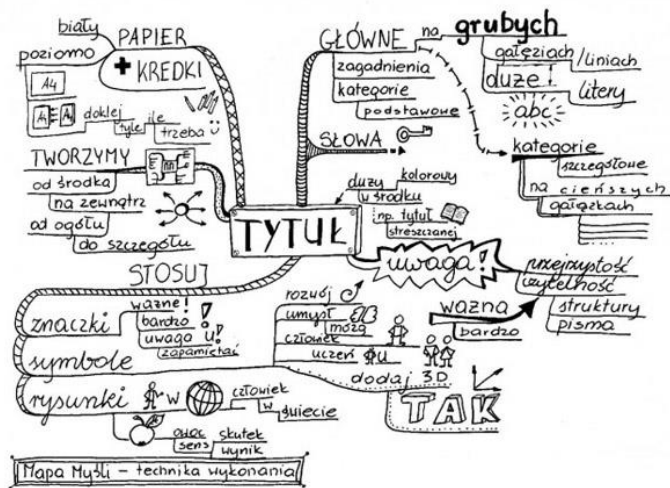 PAPIER
biały
poziomo
+ KREDKI
A4
A4 A4
doklej
tyle ile
trzeba
TWORZYMY
od środka
na zewnątrz
od ogółu
do szczegółu
GŁÓWNE
zagadnienia
kategorie
podstawowe
na grubych
gałęziach /liniach
duże
litery
abc
SŁOWA
kategorie
szczegółowe
na cieńszych
gałązkach
TYTUŁ
duży kolorowy
w środku
np. tytuł
streszczanej
uwaga!
przejrzystość
czytelność
struktury
pisma
ważna
bardzo
STOSUJ
znaczki
ważne!
bardzo
uwaga !
zapamiętać
symbole
rozwój
umysł
mózg
człowiek
uczeń
dodaj 3D
TAK
rysunki
w
człowiek
w
świecie
owoc
sens
skutek
wynik
Mapa Myśli – technika wykonania